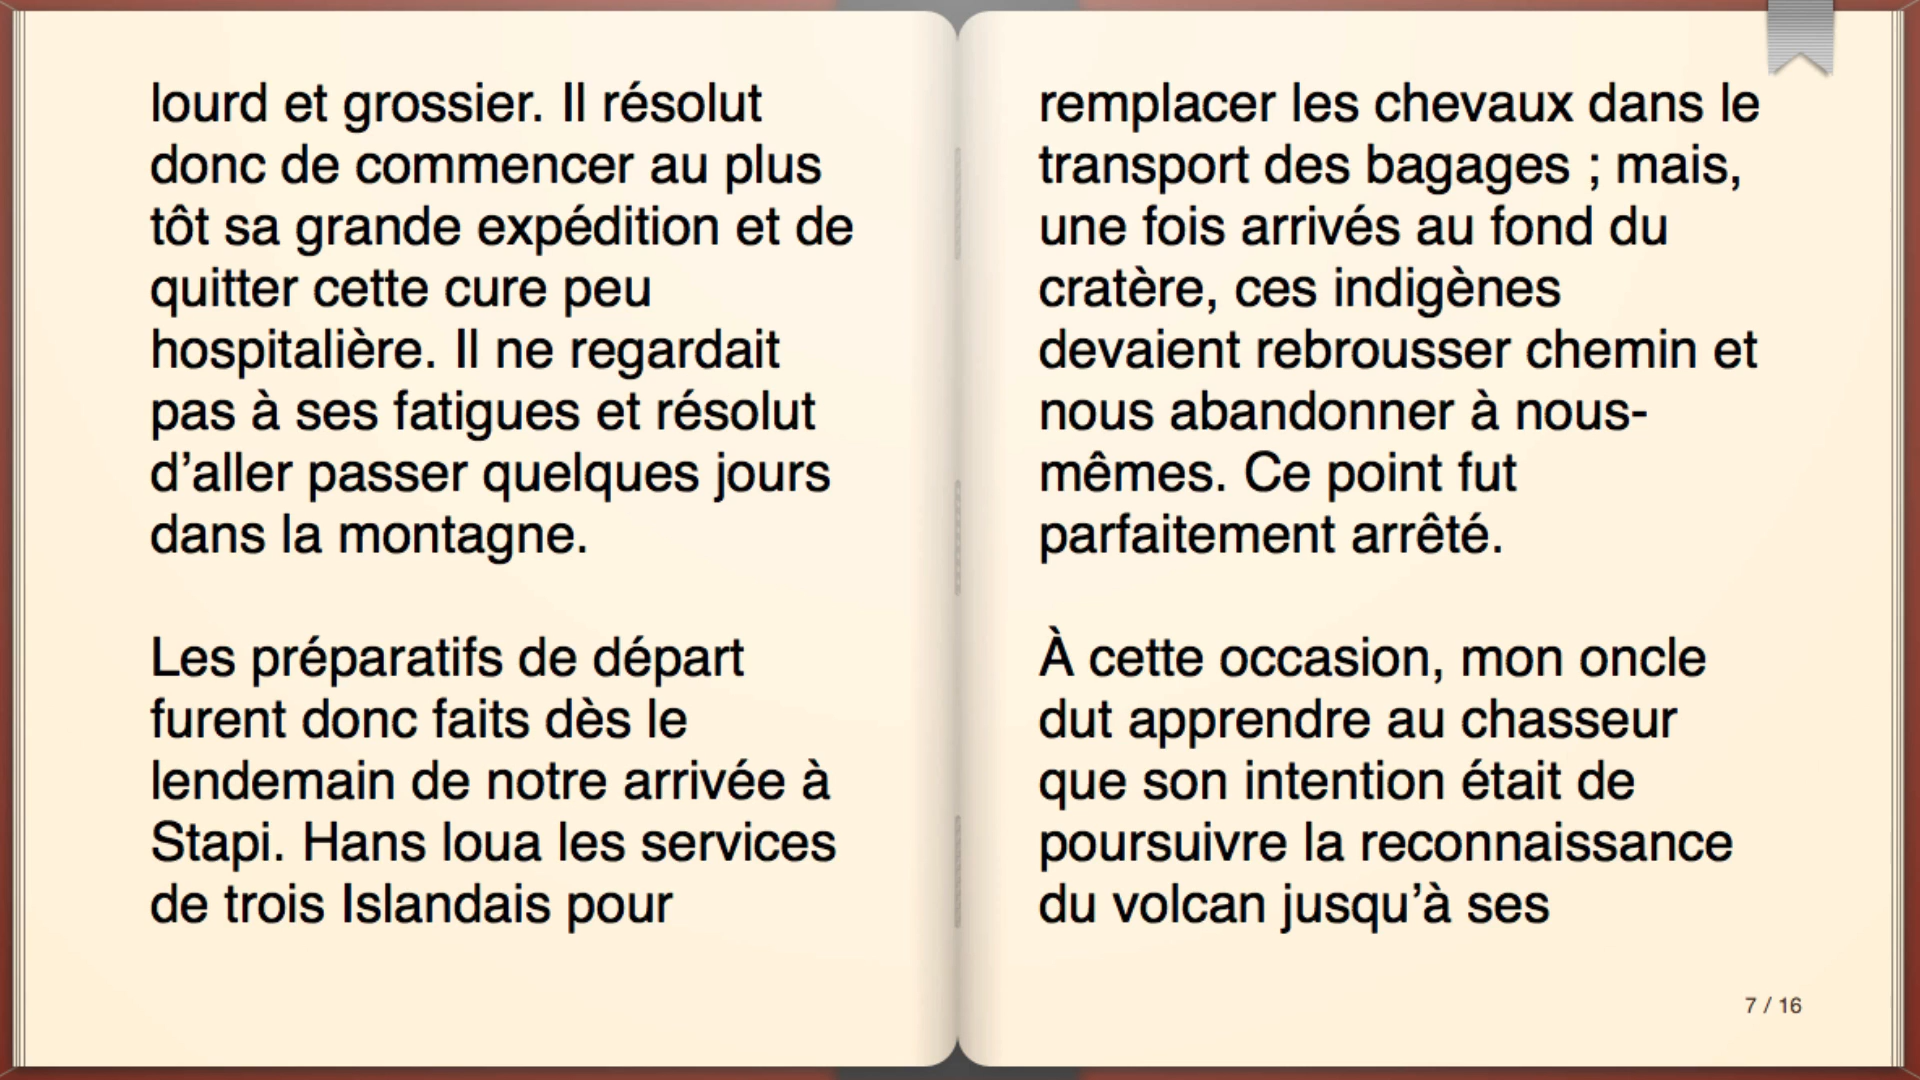 lourd et grossier. Il résolut
donc de commencer au plus
tôt sa grande expédition et de
quitter cette cure peu
hospitalière. Il ne regardait
pas à ses fatigues et résolut
d’aller passer quelques jours
dans la montagne.
Les préparatifs de départ
furent donc faits dès le
lendemain de notre arrivée à
Stapi. Hans loua les services
de trois Islandais pour
remplacer les chevaux dans le
transport des bagages ; mais,
une fois arrivés au fond du
cratère, ces indigènes
devaient rebrousser chemin et
nous abandonner à nous-
mêmes. Ce point fut
parfaitement arrêté.
À cette occasion, mon oncle
dut apprendre au chasseur
que son intention était de
poursuivre la reconnaissance
du volcan jusqu’à ses
7 / 16